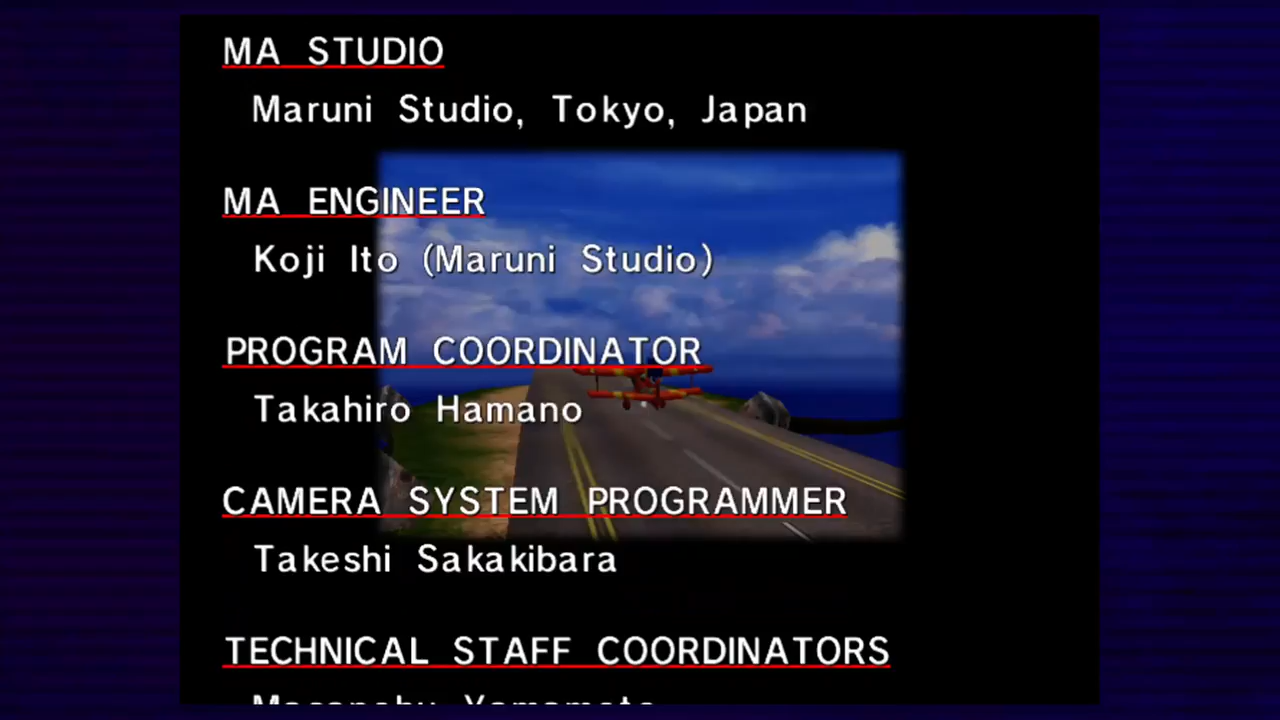 MA STUDIO
Maruni Studio, Tokyo, Japan
MA ENGINEER
Koji Ito (Maruni Studio)
PROGRAM COORDINATOR
Takahiro Hamano
CAMERA SYSTEM PROGRAMMER
Takeshi Sakakibara
TECHNICAL STAFF COORDINATORS